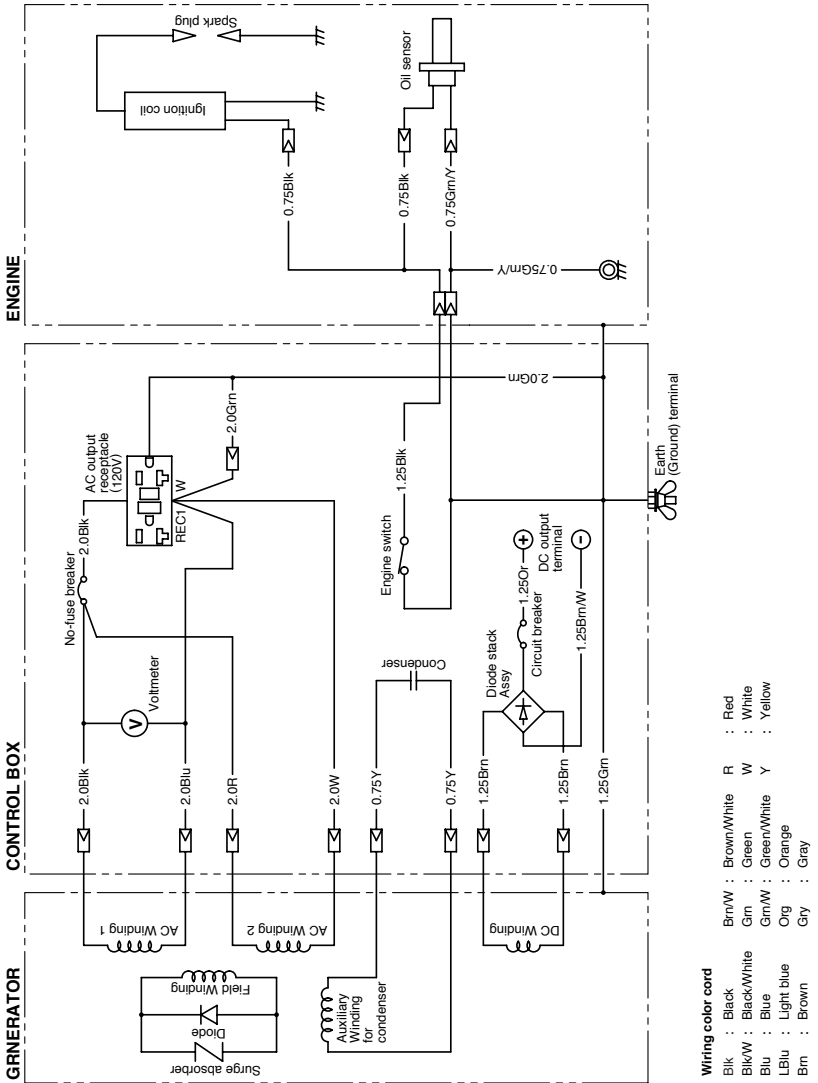 ENGINE
Spark plug
Ignition coil
Oil sensor
0.75Blk
0.75Blk
0.75Grn/Y
0.75Grn/Y
CONTROL BOX
AC output
receptacle
(120V)
REC1
W
2.0Grn
2.0Grn
2.0Blk
No-fuse breaker
V
Voltmeter
Engine switch
1.25Blk
Condenser
Diode stack
Assy
Circuit breaker
1.25Or
DC output
terminal
1.25Brn/W
Earth
(Ground) terminal
2.0Blk
2.0Blu
2.0R
2.0W
0.75Y
0.75Y
1.25Brn
1.25Brn
1.25Grn
GRNERATOR
AC Winding 1
AC Winding 2
Field Winding
Diode
Surge absorber
Auxiliary
Winding
for
condenser
DC Winding
Wiring color cord
Blk : Black Brn/W : Brown/White R : Red
Blk/W : Black/White Grn : Green W : White
Blu : Blue Grn/W : Green/White Y : Yellow
LBlu : Light blue Org : Orange
Brn : Brown Gry : Gray